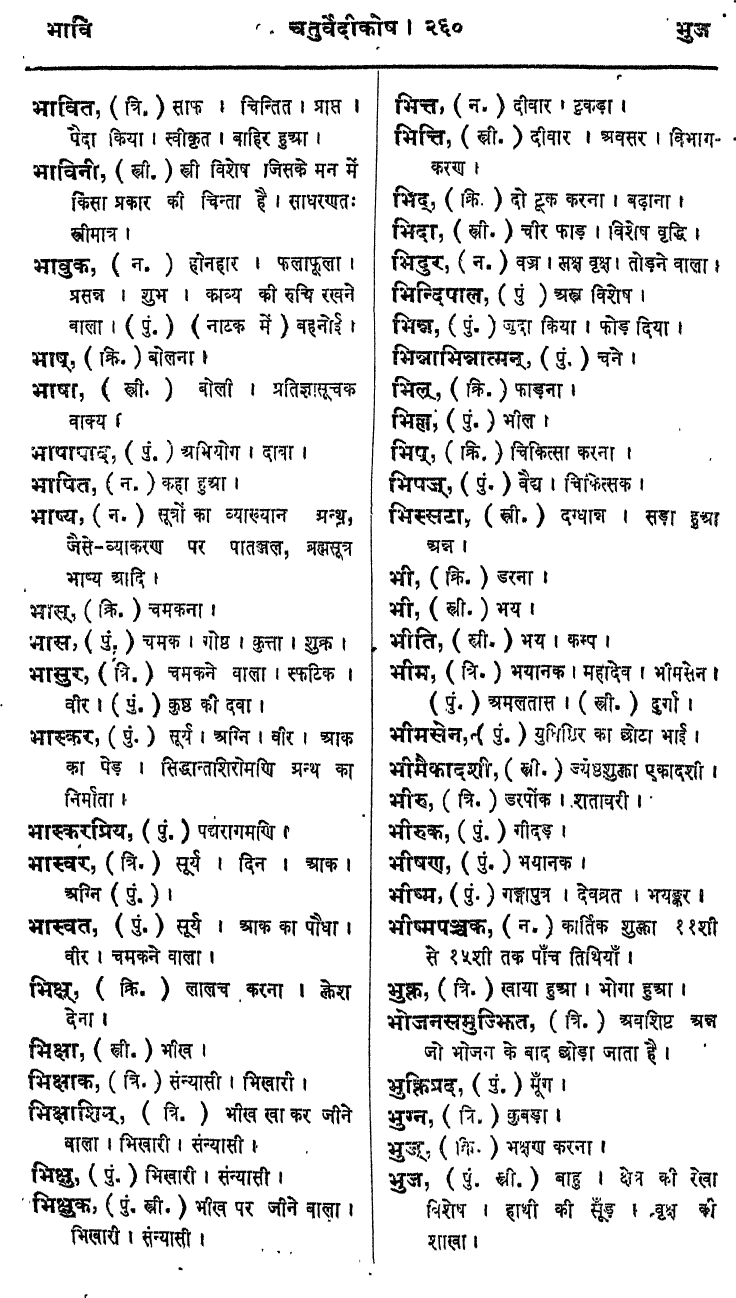 भावि
चतुर्वेदीकोष । २६०
भुज
भावित, (त्रि.) साफ । चिन्तित । प्राप्त ।
पैदा किया । स्वीकृत । बाहिर हुआ ।
भाविनी, (स्त्री.) स्त्री विशेष जिसके मन में
किसा प्रकार की चिन्ता है । साधरणतः
स्त्रीमात्र ।
भावुक, (न.) होनहार । फलाफूला ।
प्रसन्न । शुभ । काव्य की रुचि रखने
वाला । (पुं.) (नाटक में) बहनोई ।
भाष्, (क्रि.) बोलना ।
भाषा, (स्त्री.) बोली । प्रतिज्ञासूचक
वाक्य ।
भाषापाद्, (पुं.) अभियोग । दावा ।
भाषित, (न.) कहा हुआ ।
भाष्य, (न.) सूत्रों का व्याख्यान ग्रन्थ,
जैसे-व्याकरण पर पातञ्जल, ब्रह्मसूत्र
भाष्य आदि ।
भास्, (क्रि.) चमकना ।
भास, (पुं.) चमक । गोष्ठ । कुत्ता । शुक्र ।
भासुर, (त्रि.) चमकने वाला । स्फटिक ।
वीर । (पुं.) कुष्ठ की दवा ।
भास्कर, (पुं.) सूर्य । अग्नि । वीर । आक
का पेड़ । सिद्धान्तशिरोमणि ग्रन्थ का
निर्माता ।
भास्करप्रिय, (पुं.) पद्मरागमणि ।
भास्वर, (त्रि.) सूर्य । दिन । आक ।
अग्नि (पुं.) ।
भास्वत, (पुं.) सूर्य । आक का पौधा ।
वीर । चमकने वाला ।
भिक्ष्, (क्रि.) लालच करना । क्लेश
देना ।
भिक्षा, (स्त्री.) भीख ।
भिक्षाक, (त्रि.) संन्यासी । भिखारी ।
भिक्षाशिन्, (त्रि.) भीख खा कर जीने
वाला । भिखारी । संन्यासी ।
भिक्षु, (पुं.) भिखारी । संन्यासी ।
भिक्षुक, (पुं. स्त्री.) भीख पर जीने वाला ।
भिखारी । संन्यासी ।
भित्त, (न.) दीवार । टुकड़ा ।
भित्ति, (स्त्री.) दीवार । अवसर । विभाग-
करण ।
भिद्, (क्रि.) दो टूक करना । बढ़ाना ।
भिदा, (स्त्री.) चीर फाड़ । विशेष वृद्धि ।
भिदुर, (न.) वज्र । सक्ष वृक्ष । तोड़ने वाला ।
भिन्दिपाल, (पुं) अस्त्र विशेष ।
भिन्न, (पुं.) जुदा किया । फोड़ दिया ।
भिन्नाभिन्नात्मन्, (पुं.) चने ।
भिल्, (क्रि.) फाड़ना ।
भिल्ल, (पुं.) भील ।
भिष्, (क्रि.) चिकित्सा करना ।
भिषज्, (पुं.) वैद्य । चिकित्सक ।
भिस्सटा, (स्त्री.) दग्धान्न । सड़ा हुआ
अन्न ।
भी, (क्रि.) डरना ।
भी, (स्त्री.) भय ।
भीति, (स्त्री.) भय । कम्प ।
भीम, (त्रि.) भयानक । महादेव । भीमसेन ।
(पुं.) अमलतास । (स्त्री.) दुर्गा ।
भीमसेन, (पुं.) युधिष्ठिर का छोटा भाई ।
भीमैकादशी, (स्त्री.) ज्येष्ठशुक्ला एकादशी ।
भीरु, (त्रि.) डरपोंक । शतावरी ।
भीरुक, (पुं.) गीदड़ ।
भीषण, (पुं.) भयानक ।
भीष्म, (पुं.) गङ्गापुत्र । देवव्रत । भयङ्कर ।
भीष्मपञ्चक, (न.) कार्तिक शुक्ला ११शी
से १५शी तक पाँच तिथियाँ ।
भुक्त, (त्रि.) खाया हुआ । भोगा हुआ ।
भोजनसमुज्झित, (त्रि.) अवशिष्ट अन्न
जो भोजन के बाद छोड़ा जाता है ।
भुक्तिप्रद, (पुं.) मूँग ।
भुग्न, (त्रि.) कुबड़ा ।
भुज्, (क्रि.) भक्षण करना ।
भुज, (पुं. स्त्री.) बाहु । क्षेत्र की रेखा
विशेष । हाथी की सूँड़ । वृक्ष की
शाखा ।